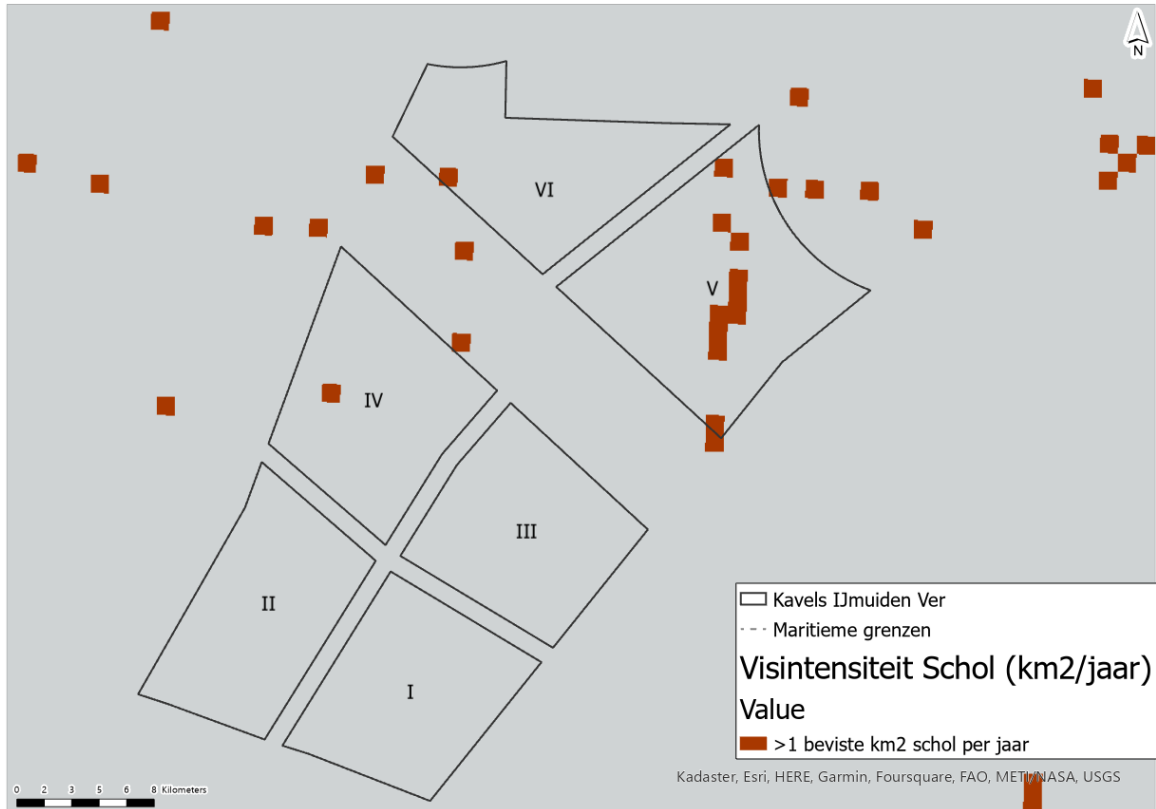 N
VI
V
IV
III
II
I
Kavels IJmuiden Ver
Maritieme grenzen
Visintensiteit Schol (km2/jaar)
Value
>1 beviste km2 schol per jaar
Kadaster, Esri, HERE, Garmin, Foursquare, FAO, METI/NASA, USGS
0 2 3 4 6 8 Kilometers